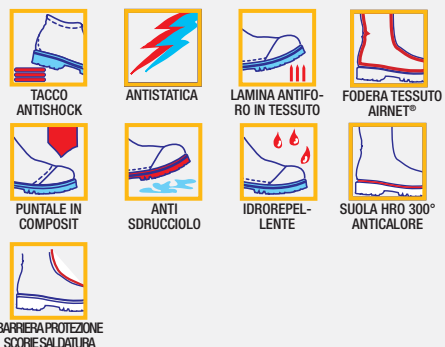 TACCO
ANTISHOCK
ANTISTATICA
LAMINA ANTIFO-
RO IN TESSUTO
FODERA TESSUTO
AIRNET®
PUNTALE IN
COMPOSIT
ANTI
SDRUCCIOLO
IDROREPEL-
LENTE
SUOLA HRO 300°
ANTICALORE
BARRIERA PROTEZIONE
SCORIE SALDATURA